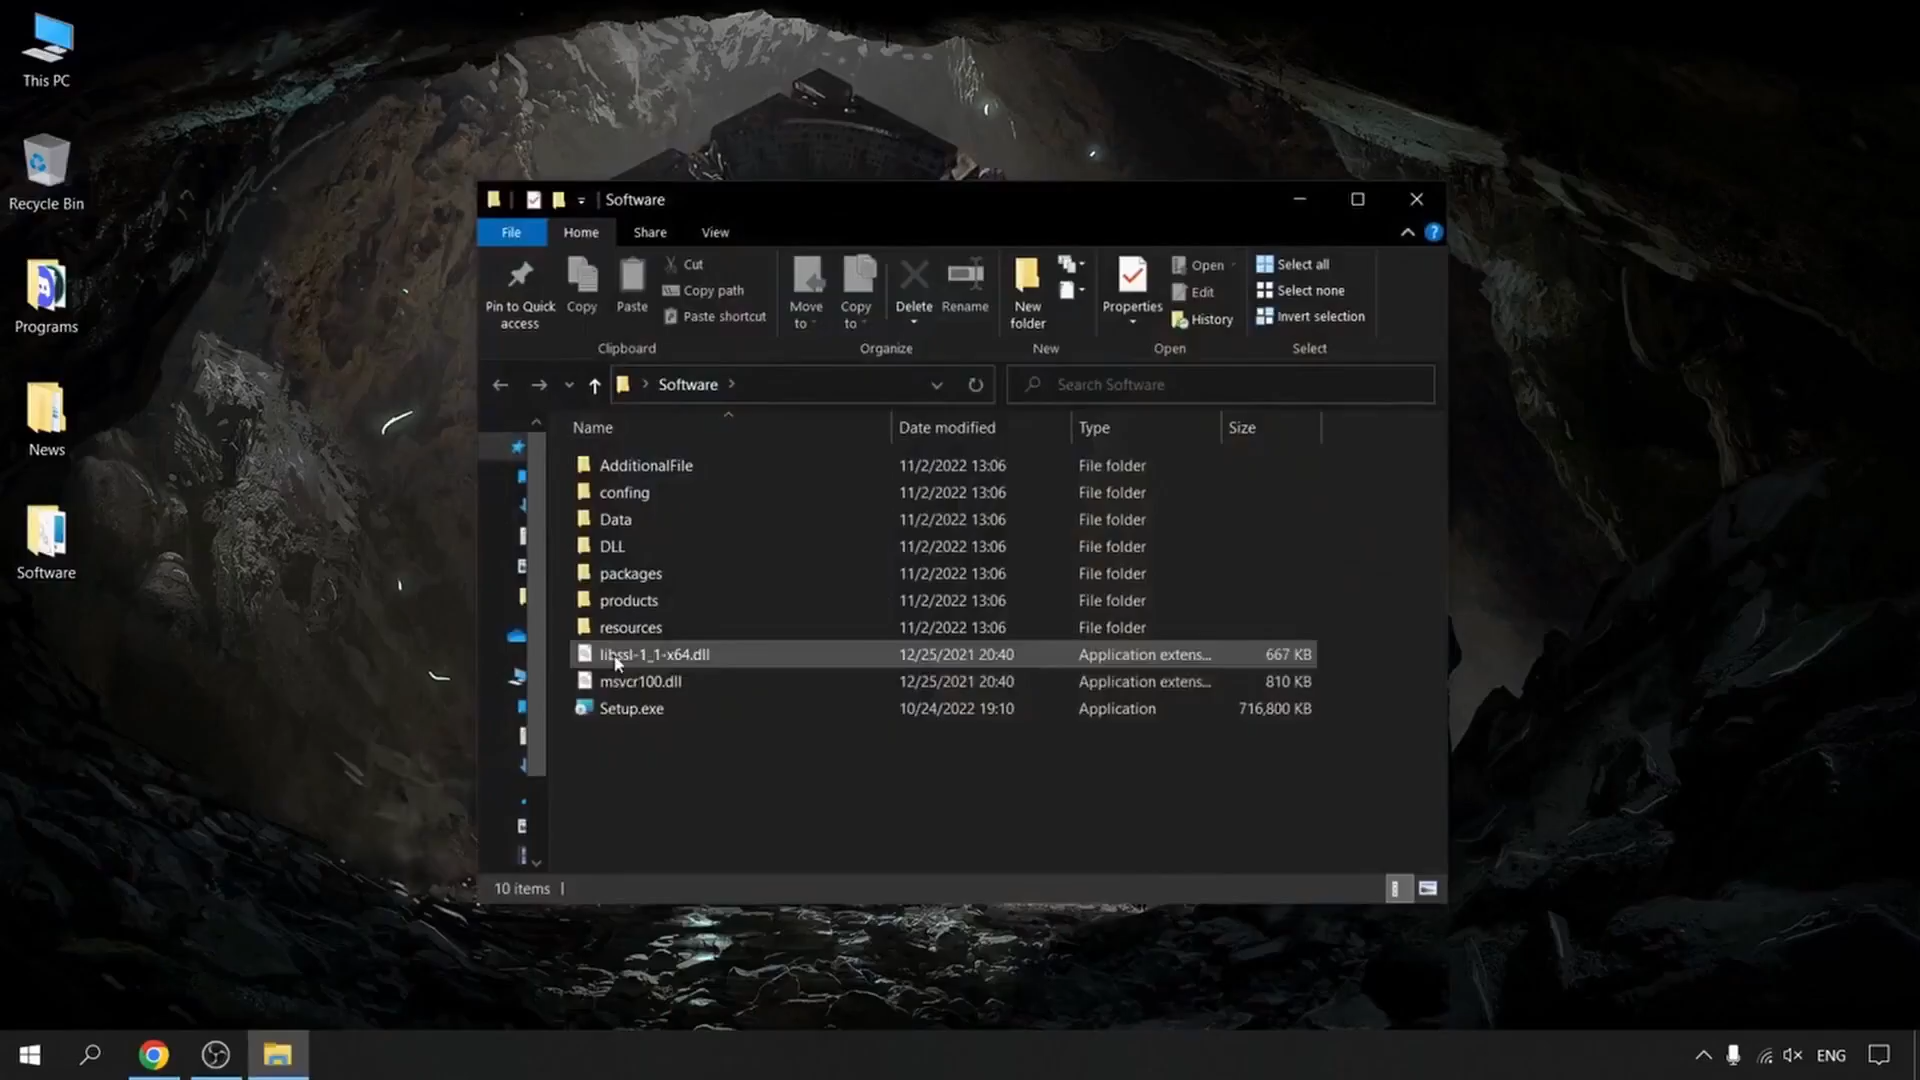 This PC
Recycle Bin
Programs
News
Software
Software
File Home Share View
Pin to Quick access
Copy
Paste
Cut
Copy path
Paste shortcut
Clipboard
Move to
Copy to
Delete
Rename
Organize
New folder
New
Properties
Open
Edit
History
Open
Select all
Select none
Invert selection
Select
Software
Search Software
Name Date modified Type Size
AdditionalFile 11/2/2022 13:06 File folder
confing 11/2/2022 13:06 File folder
Data 11/2/2022 13:06 File folder
DLL 11/2/2022 13:06 File folder
packages 11/2/2022 13:06 File folder
products 11/2/2022 13:06 File folder
resources 11/2/2022 13:06 File folder
libssl-1_1-x64.dll 12/25/2021 20:40 Application extens... 667 KB
msvcr100.dll 12/25/2021 20:40 Application extens... 810 KB
Setup.exe 10/24/2022 19:10 Application 716,800 KB
10 items
ENG